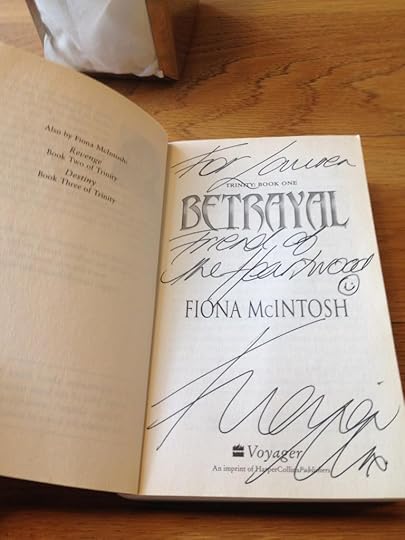 Also by Fiona McIntosh
Revenge
Book Two of Trinity
Destiny
Book Three of Trinity
For Lauren
TRINITY: BOOK ONE
BETRAYAL
Friend of
the Heartwood
FIONA McINTOSH
Voyager
An imprint of HarperCollinsPublishers